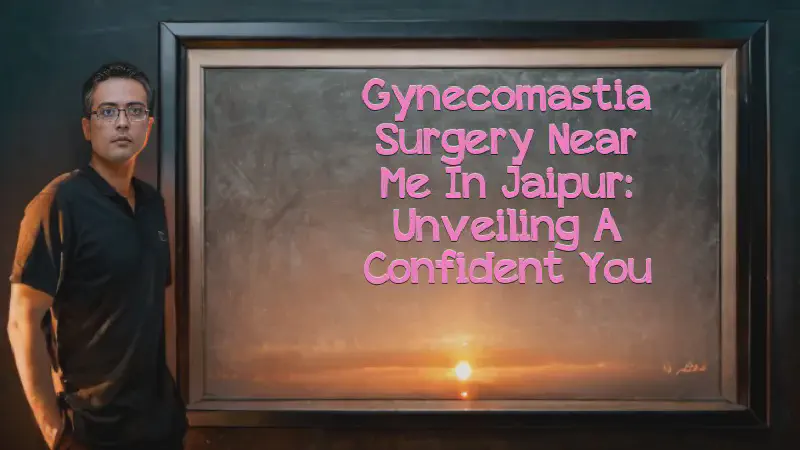 Gynecomastia
Surgery Near
Me In Jaipur:
Unveiling A
Confident You